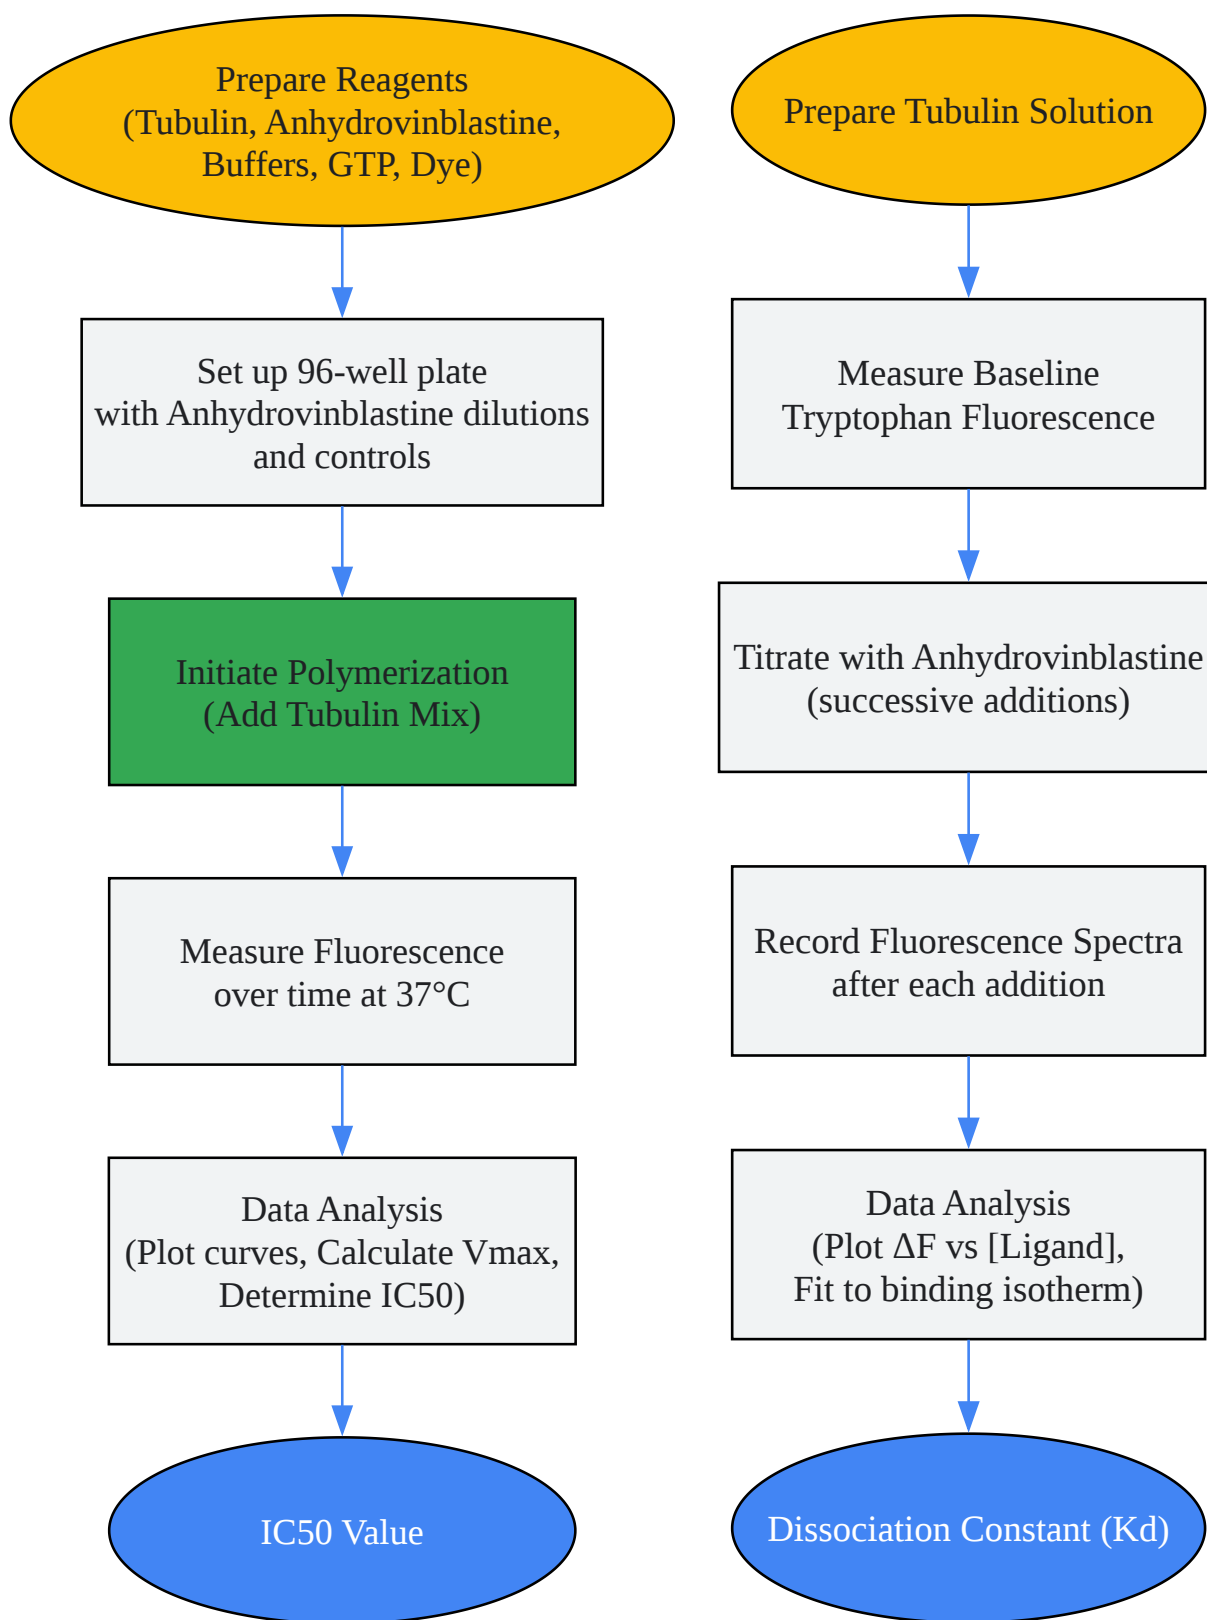 Prepare Reagents
(Tubulin, Anhydrovinblastine,
Buffers, GTP, Dye)
Set up 96-well plate
with Anhydrovinblastine dilutions
and controls
Initiate Polymerization
(Add Tubulin Mix)
Measure Fluorescence
over time at 37°C
Data Analysis
(Plot curves, Calculate Vmax,
Determine IC50)
IC50 Value
Prepare Tubulin Solution
Measure Baseline
Tryptophan Fluorescence
Titrate with Anhydrovinblastine
(successive additions)
Record Fluorescence Spectra
after each addition
Data Analysis
(Plot ΔF vs [Ligand],
Fit to binding isotherm)
Dissociation Constant (Kd)